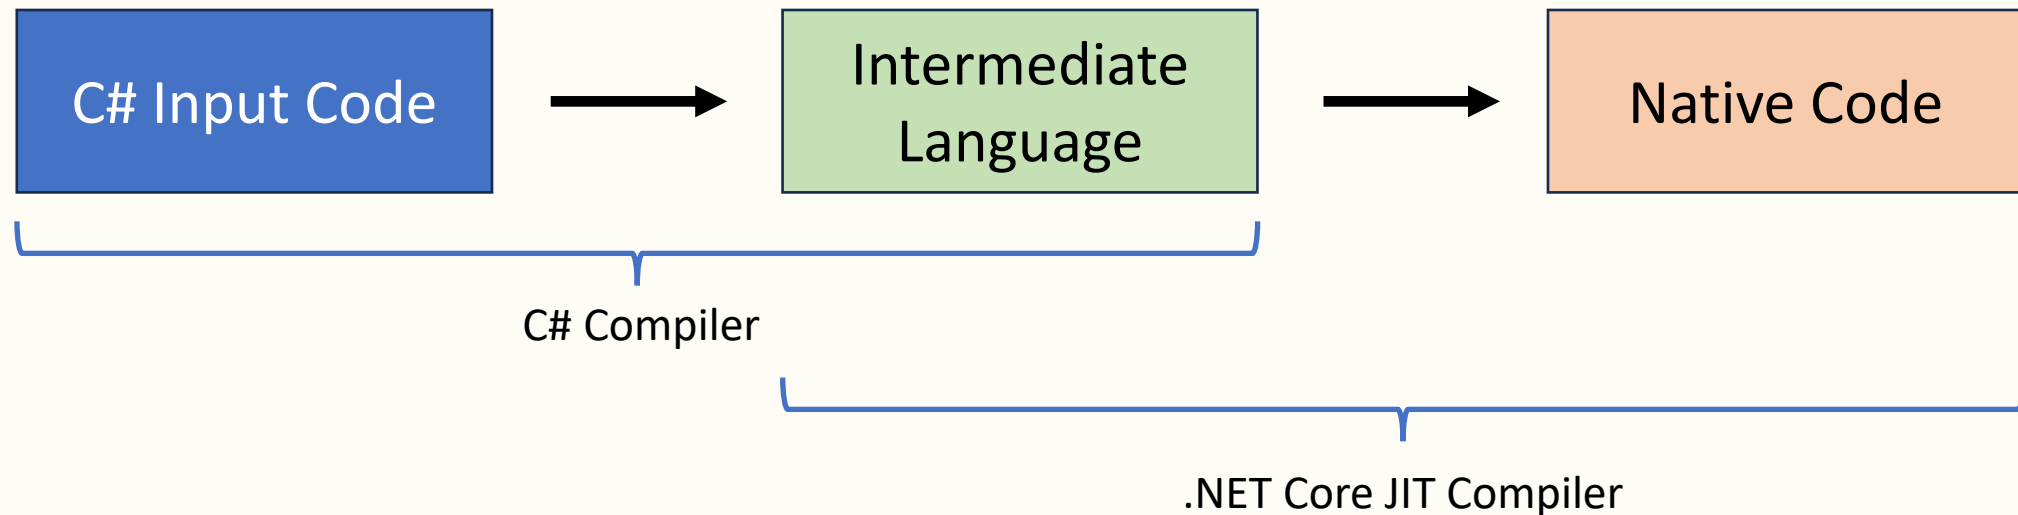 C# Input Code
Intermediate
Language
Native Code
C# Compiler
.NET Core JIT Compiler